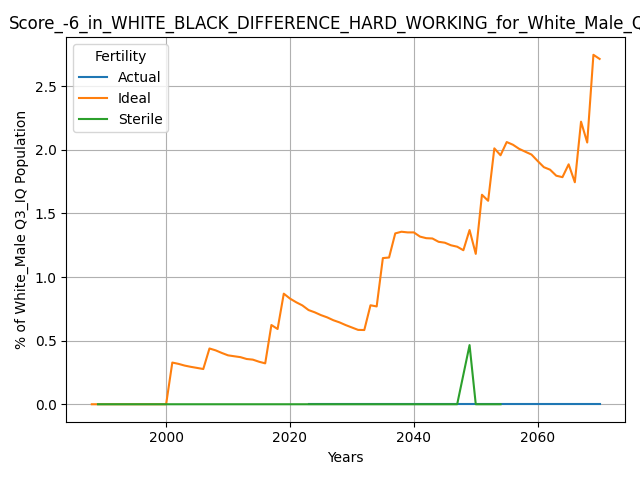 Score_-6_in_WHITE_BLACK_DIFFERENCE_HARD_WORKING_for_White_Male_Q
Fertility
Actual
Ideal
Sterile
% of White_Male Q3_IQ Population
2.5
2.0
1.5
1.0
0.5
0.0
2000
2020
2040
2060
Years